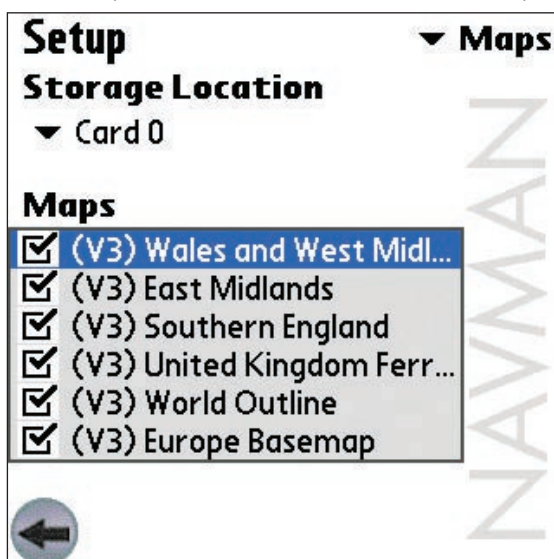 Setup
Maps
Storage Location
Card 0
Maps
(V3) Wales and West Midl...
(V3) East Midlands
(V3) Southern England
(V3) United Kingdom Ferr...
(V3) World Outline
(V3) Europe Basemap
NAVMAN